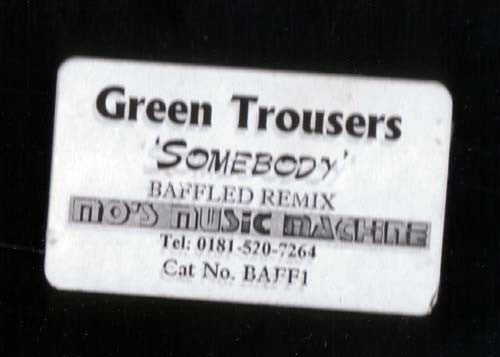 Green Trousers
'SOMEBODY'
BAFFLED REMIX
MO'S MUSIC MACHINE
Tel: 0181-520-7264
Cat No. BAFF1